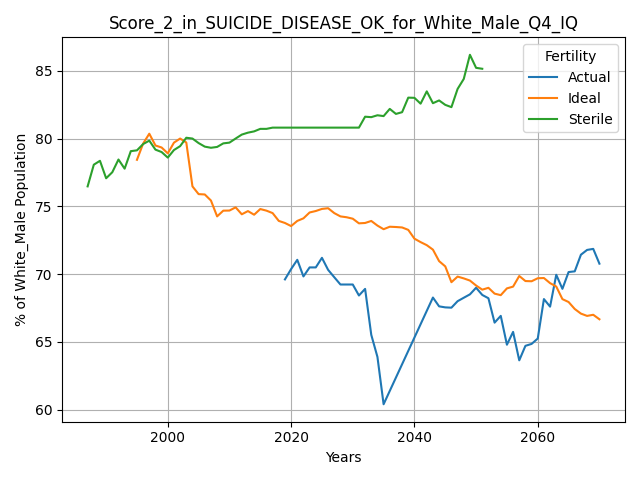 Score_2_in_SUICIDE_DISEASE_OK_for_White_Male_Q4_IQ
Fertility
Actual
Ideal
Sterile
% of White_Male Population
85
80
75
70
65
60
2000
2020
2040
2060
Years